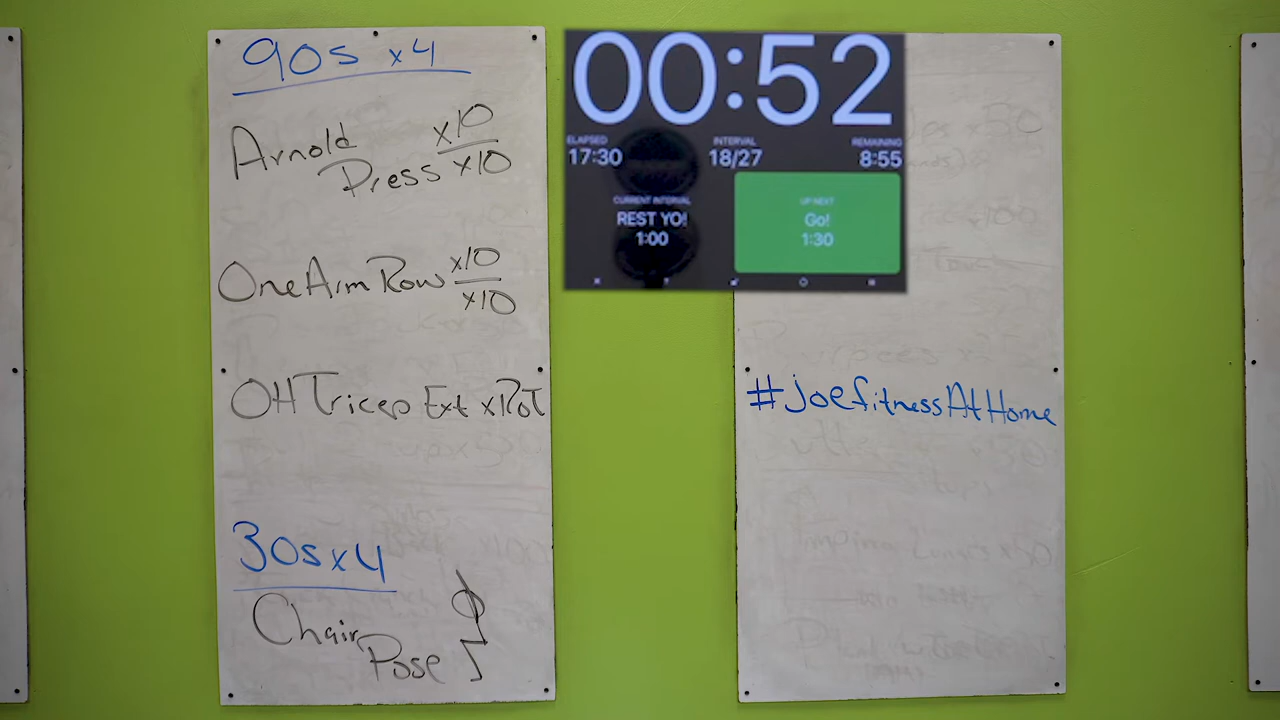 90s x4
Arnold x10
Press x10
One Arm Row x10
x10
OH Tricep Ext xRoT
30s x4
Chair
Pose
00:52
ELAPSED INTERVAL REMAINING
17:30 18/27 8:55
CURRENT INTERVAL
REST YO!
1:00
UP NEXT
Go!
1:30
#joefitnessAtHome